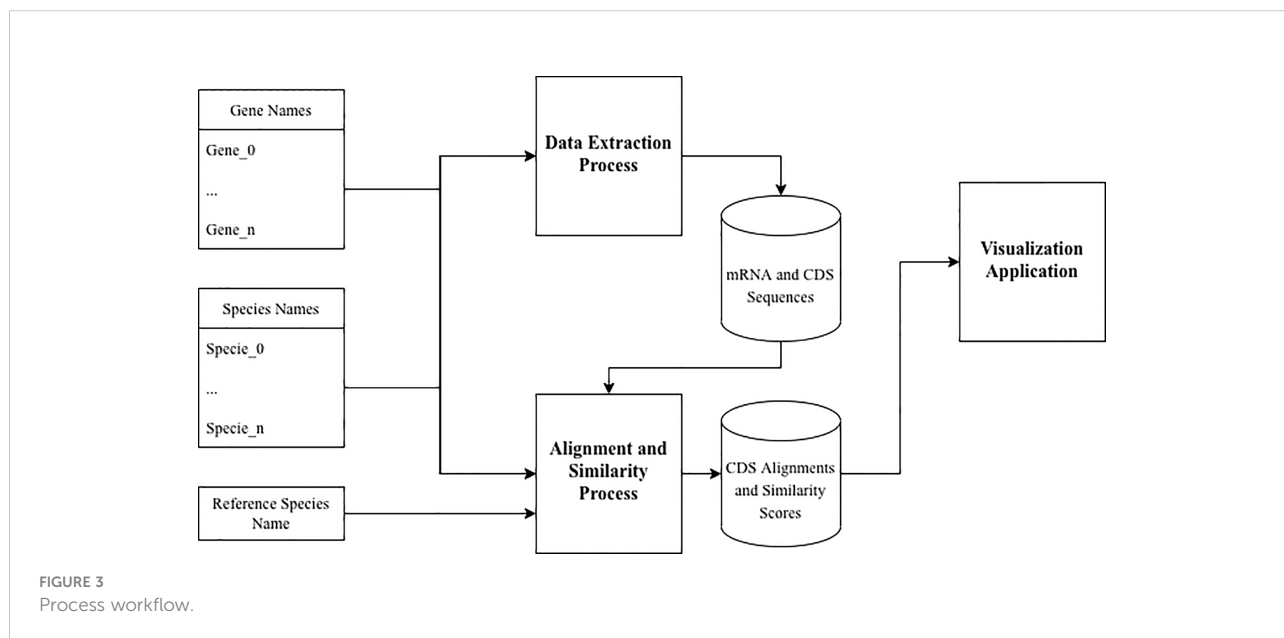 Gene Names
Gene_0
...
Gene_n
Species Names
Specie_0
...
Specie_n
Reference Species
Name
Data Extraction
Process
mRNA and CDS
Sequences
Alignment and
Similarity
Process
CDS Alignments
and Similarity
Scores
Visualization
Application
FIGURE 3
Process workflow.